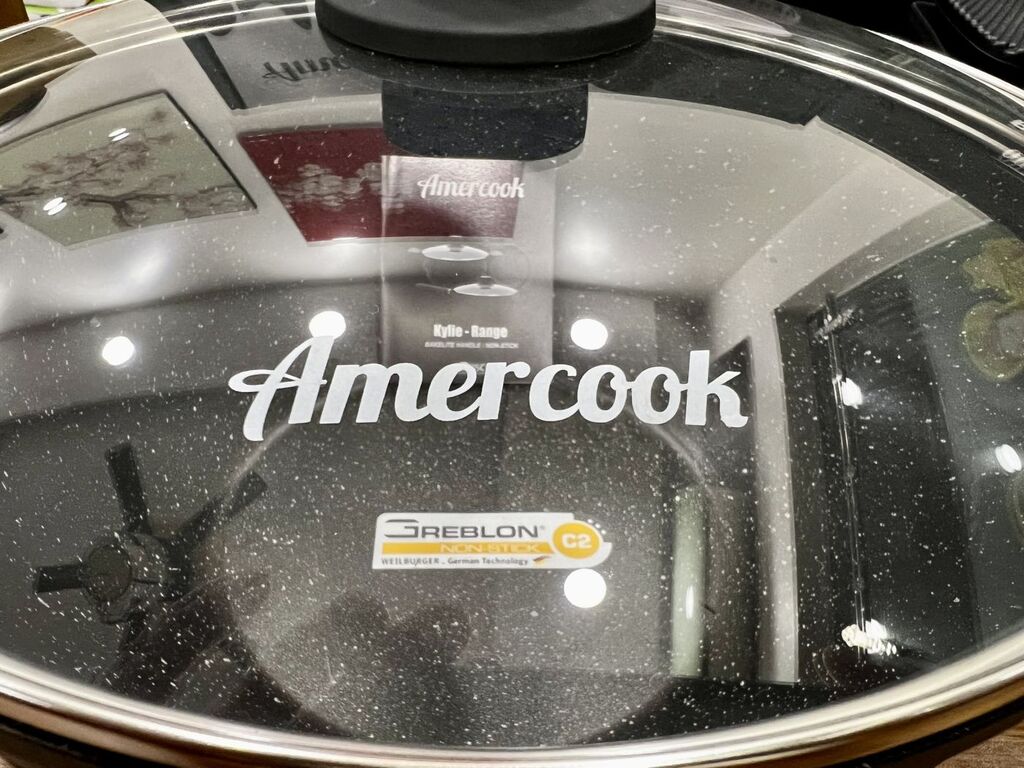 Amercook
Kylie - Range
BAKELITE HANDLE / NON-STICK
Amercook
GREBLON®
NON-STICK
C2
WEILBURGER - German Technology